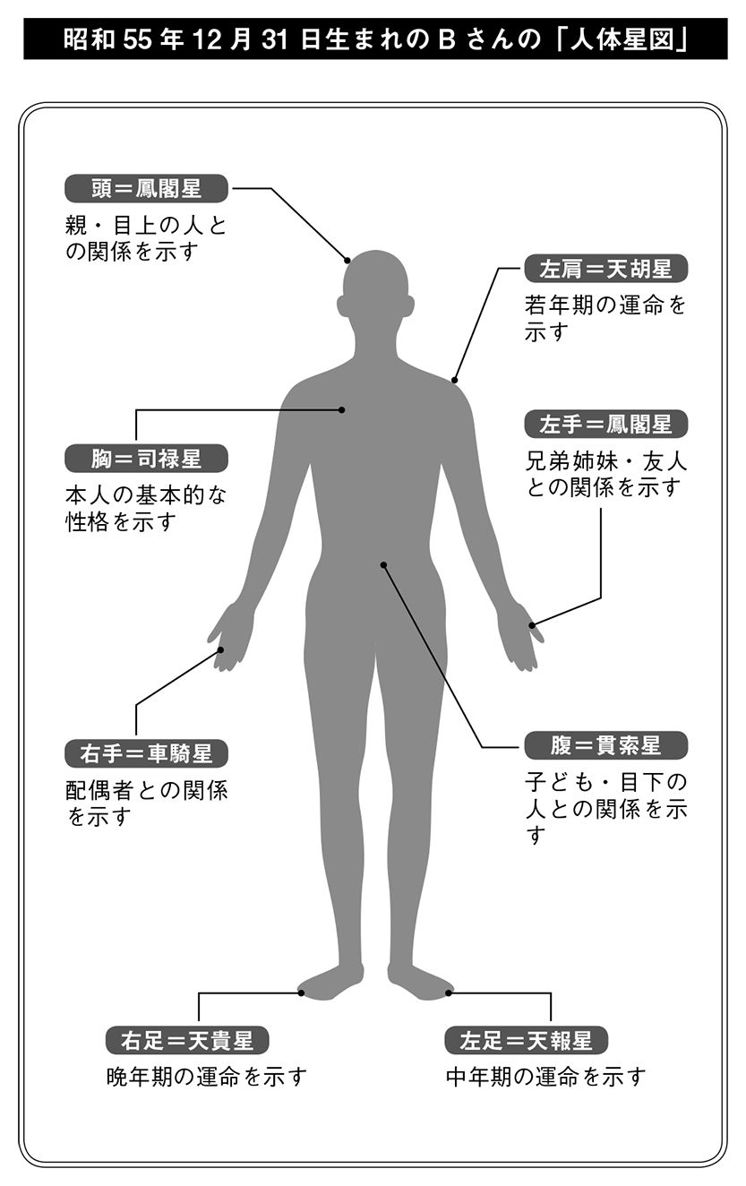 昭和55年12月31日生まれのBさんの「人体星図」
頭＝鳳閣星
親・目上の人と
の関係を示す
左肩＝天胡星
若年期の運命を
示す
胸＝司禄星
本人の基本的な
性格を示す
左手＝鳳閣星
兄弟姉妹・友人
との関係を示す
右手＝車騎星
配偶者との関係
を示す
腹＝貫索星
子ども・目下の
人との関係を示
す
右足＝天貴星
晩年期の運命を示す
左足＝天報星
中年期の運命を示す